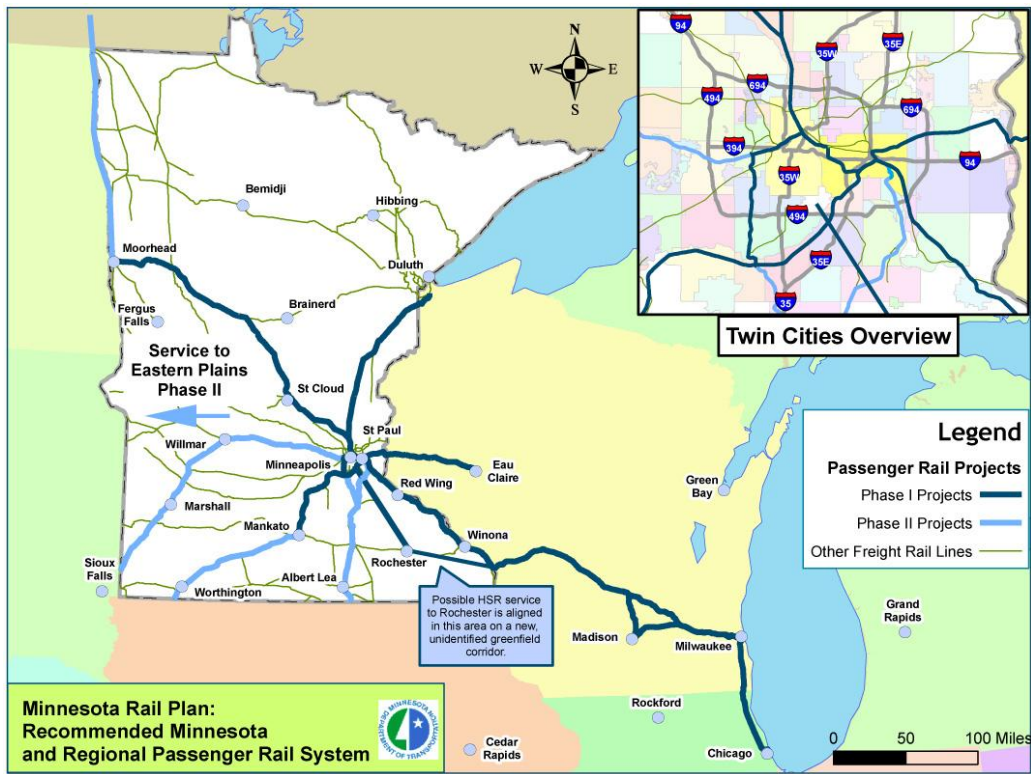 N
W
E
S
94
35W
35E
694
494
694
394
94
35W
494
35E
35
Twin Cities Overview
Bemidji
Hibbing
Moorhead
Duluth
Brainerd
Fergus
Falls
Service to
Eastern Plains
Phase II
St Cloud
St Paul
Willmar
Minneapolis
Eau
Claire
Red Wing
Green
Bay
Marshall
Mankato
Winona
Sioux
Falls
Rochester
Albert Lea
Worthington
Possible HSR service
to Rochester is aligned
in this area on a new,
unidentified greenfield
corridor.
Madison
Milwaukee
Grand
Rapids
Rockford
Chicago
Cedar
Rapids
Legend
Passenger Rail Projects
Phase I Projects
Phase II Projects
Other Freight Rail Lines
Minnesota Rail Plan:
Recommended Minnesota
and Regional Passenger Rail System
MINNESOTA
DEPARTMENT OF TRANSPORTATION
0 50 100 Miles